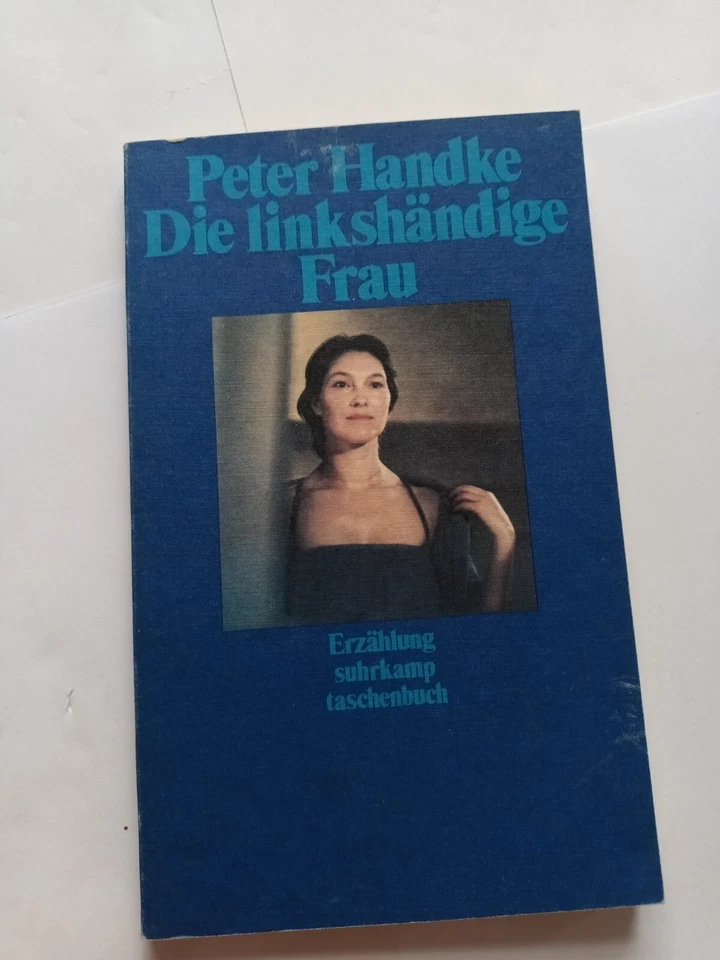 Peter Handke
Die linkshändige
Frau
Erzählung
suhrkamp
taschenbuch